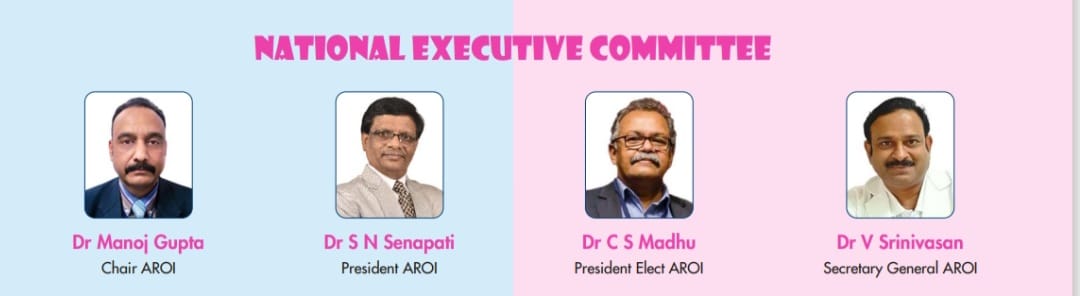 NATIONAL EXECUTIVE COMMITTEE
Dr Manoj Gupta
Chair AROI
Dr S N Senapati
President AROI
Dr C S Madhu
President Elect AROI
Dr V Srinivasan
Secretary General AROI